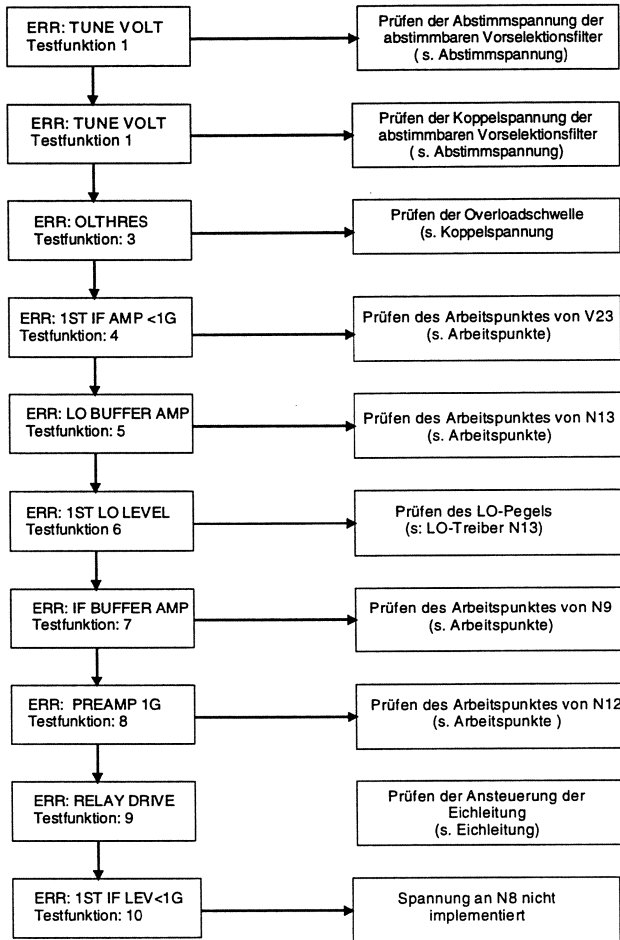 ERR: TUNE VOLT
Testfunktion 1
Prüfen der Abstimmspannung der
abstimmbaren Vorselektionsfilter
( s. Abstimmspannung)
ERR: TUNE VOLT
Testfunktion 1
Prüfen der Koppelspannung der
abstimmbaren Vorselektionsfilter
( s. Abstimmspannung)
ERR: OLTHRES
Testfunktion: 3
Prüfen der Overloadschwelle
(s. Koppelspannung
ERR: 1ST IF AMP <1G
Testfunktion: 4
Prüfen des Arbeitspunktes von V23
(s. Arbeitspunkte)
ERR: LO BUFFER AMP
Testfunktion: 5
Prüfen des Arbeitspunktes von N13
(s. Arbeitspunkte)
ERR: 1ST LO LEVEL
Testfunktion 6
Prüfen des LO-Pegels
(s: LO-Treiber N13)
ERR: IF BUFFER AMP
Testfunktion: 7
Prüfen des Arbeitspunktes von N9
(s. Arbeitspunkte)
ERR: PREAMP 1G
Testfunktion: 8
Prüfen des Arbeitspunktes von N12
(s. Arbeitspunkte )
ERR: RELAY DRIVE
Testfunktion: 9
Prüfen der Ansteuerung der
Eichleitung
(s. Eichleitung)
ERR: 1ST IF LEV<1G
Testfunktion: 10
Spannung an N8 nicht
implementiert